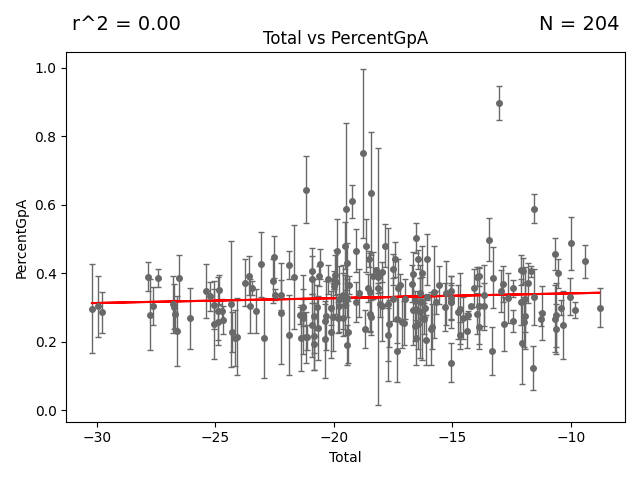 r^2 = 0.00
N = 204
Total vs PercentGpA
1.0
0.8
0.6
0.4
0.2
0.0
PercentGpA
−30
−25
−20
−15
−10
Total